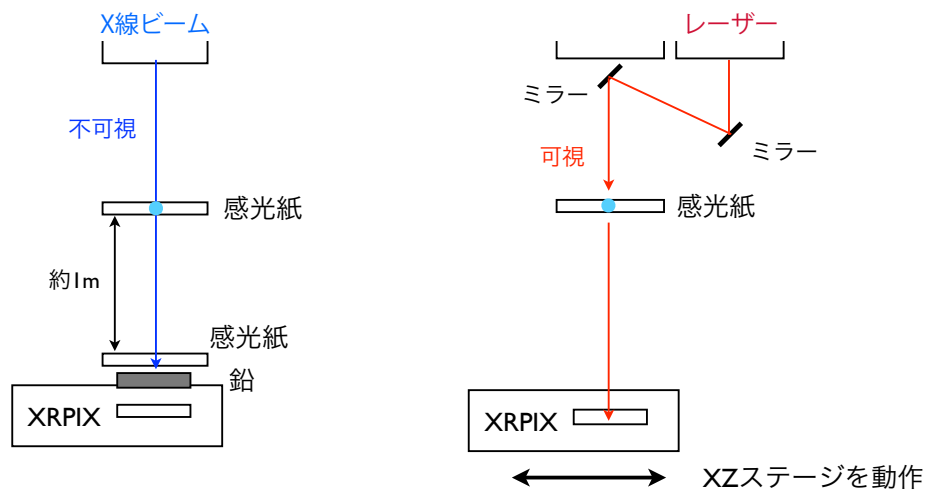 X線ビーム
不可視
感光紙
約1m
感光紙
鉛
XRPIX
レーザー
ミラー
ミラー
可視
感光紙
XRPIX
XZステージを動作